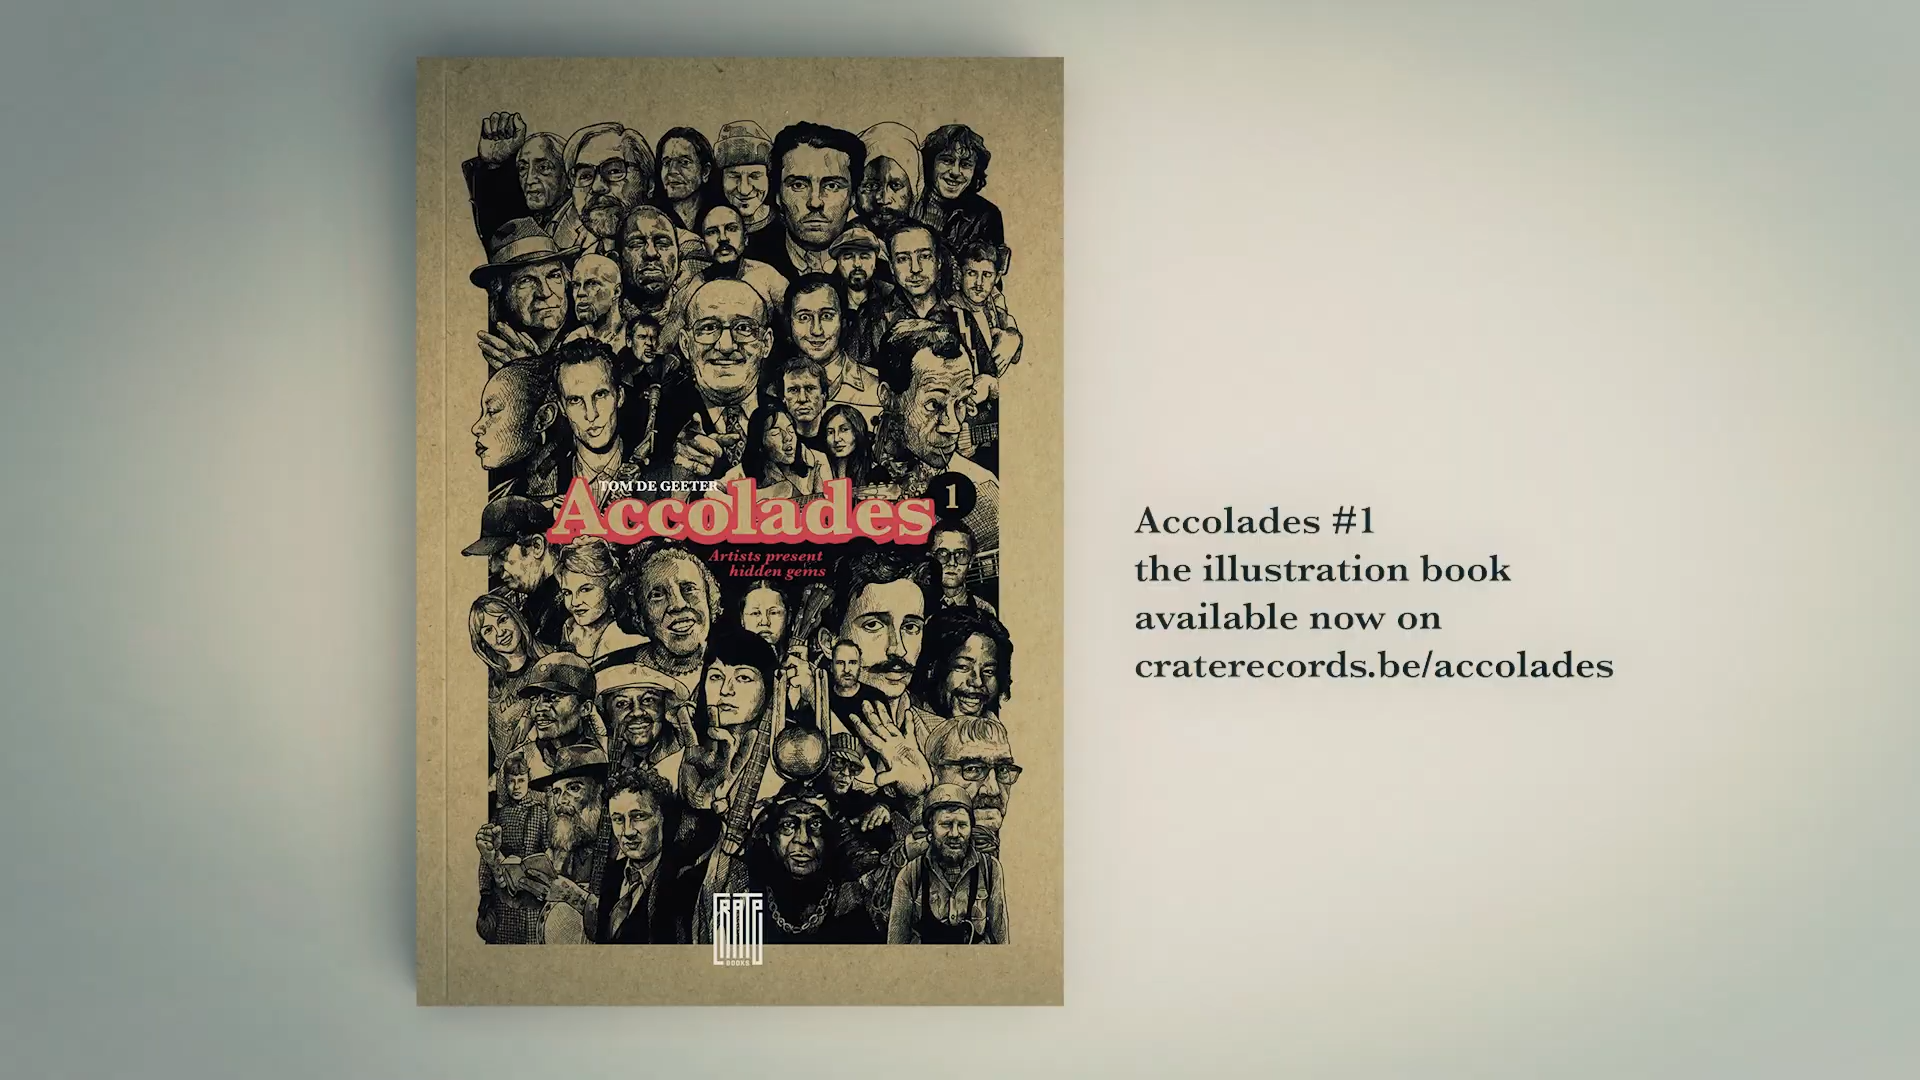 TOM DE GEETER
Accolades
1
Artists present
hidden gems
CRATE
BOOKS
Accolades #1
the illustration book
available now on
craterecords.be/accolades